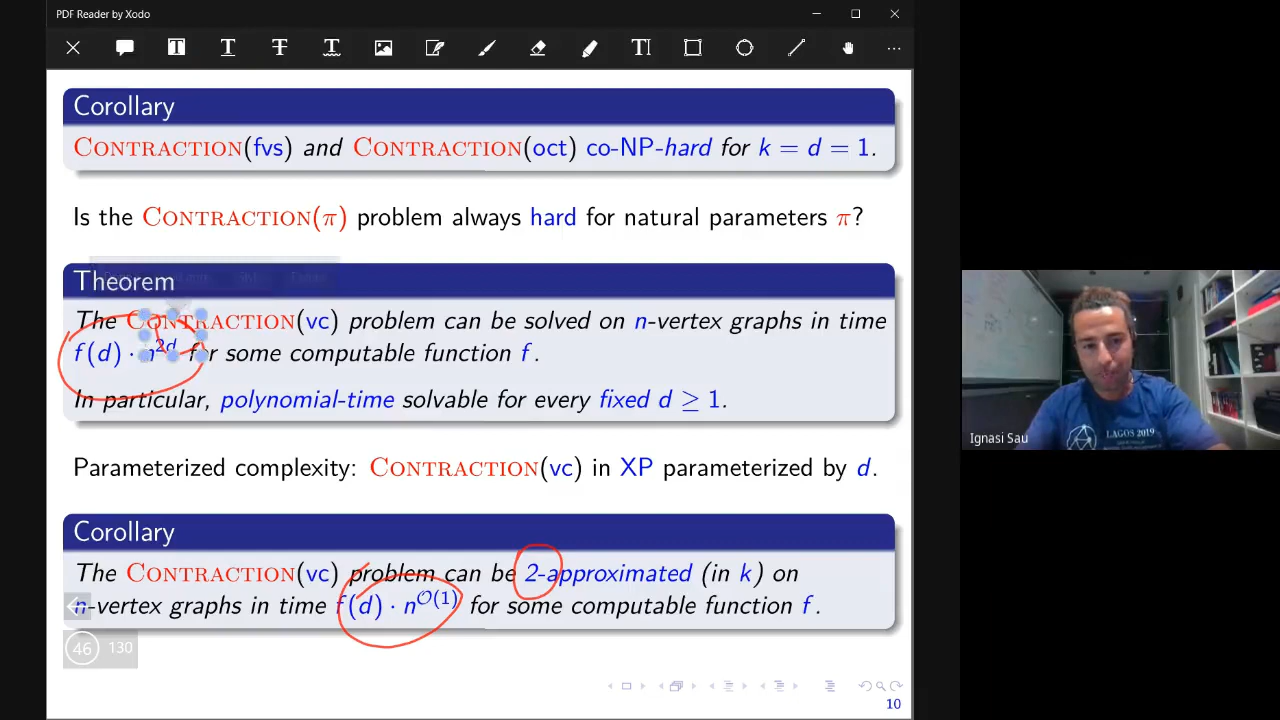 PDF Reader by Xodo
Corollary
CONTRACTION(fvs) and CONTRACTION(oct) co-NP-hard for k = d = 1.
Is the CONTRACTION(π) problem always hard for natural parameters π?
Theorem
The CONTRACTION(vc) problem can be solved on n-vertex graphs in time
f(d) · n^2d for some computable function f.
In particular, polynomial-time solvable for every fixed d ≥ 1.
Parameterized complexity: CONTRACTION(vc) in XP parameterized by d.
Corollary
The CONTRACTION(vc) problem can be 2-approximated (in k) on
n-vertex graphs in time f(d) · n^O(1) for some computable function f.
46 130
10
LAGOS 2019
Ignasi Sau